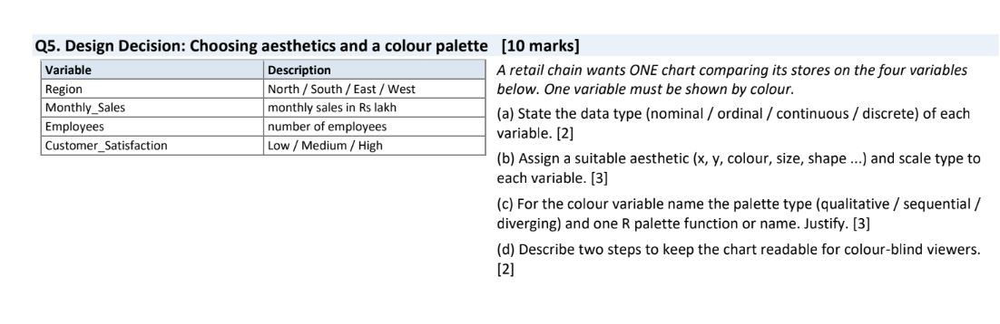 Q5. Design Decision: Choosing aesthetics and a colour palette [10 marks]
Variable Description
Region North / South / East / West
Monthly_Sales monthly sales in Rs lakh
Employees number of employees
Customer_Satisfaction Low / Medium / High
A retail chain wants ONE chart comparing its stores on the four variables
below. One variable must be shown by colour.
(a) State the data type (nominal / ordinal / continuous / discrete) of each
variable. [2]
(b) Assign a suitable aesthetic (x, y, colour, size, shape ...) and scale type to
each variable. [3]
(c) For the colour variable name the palette type (qualitative / sequential /
diverging) and one R palette function or name. Justify. [3]
(d) Describe two steps to keep the chart readable for colour-blind viewers.
[2]